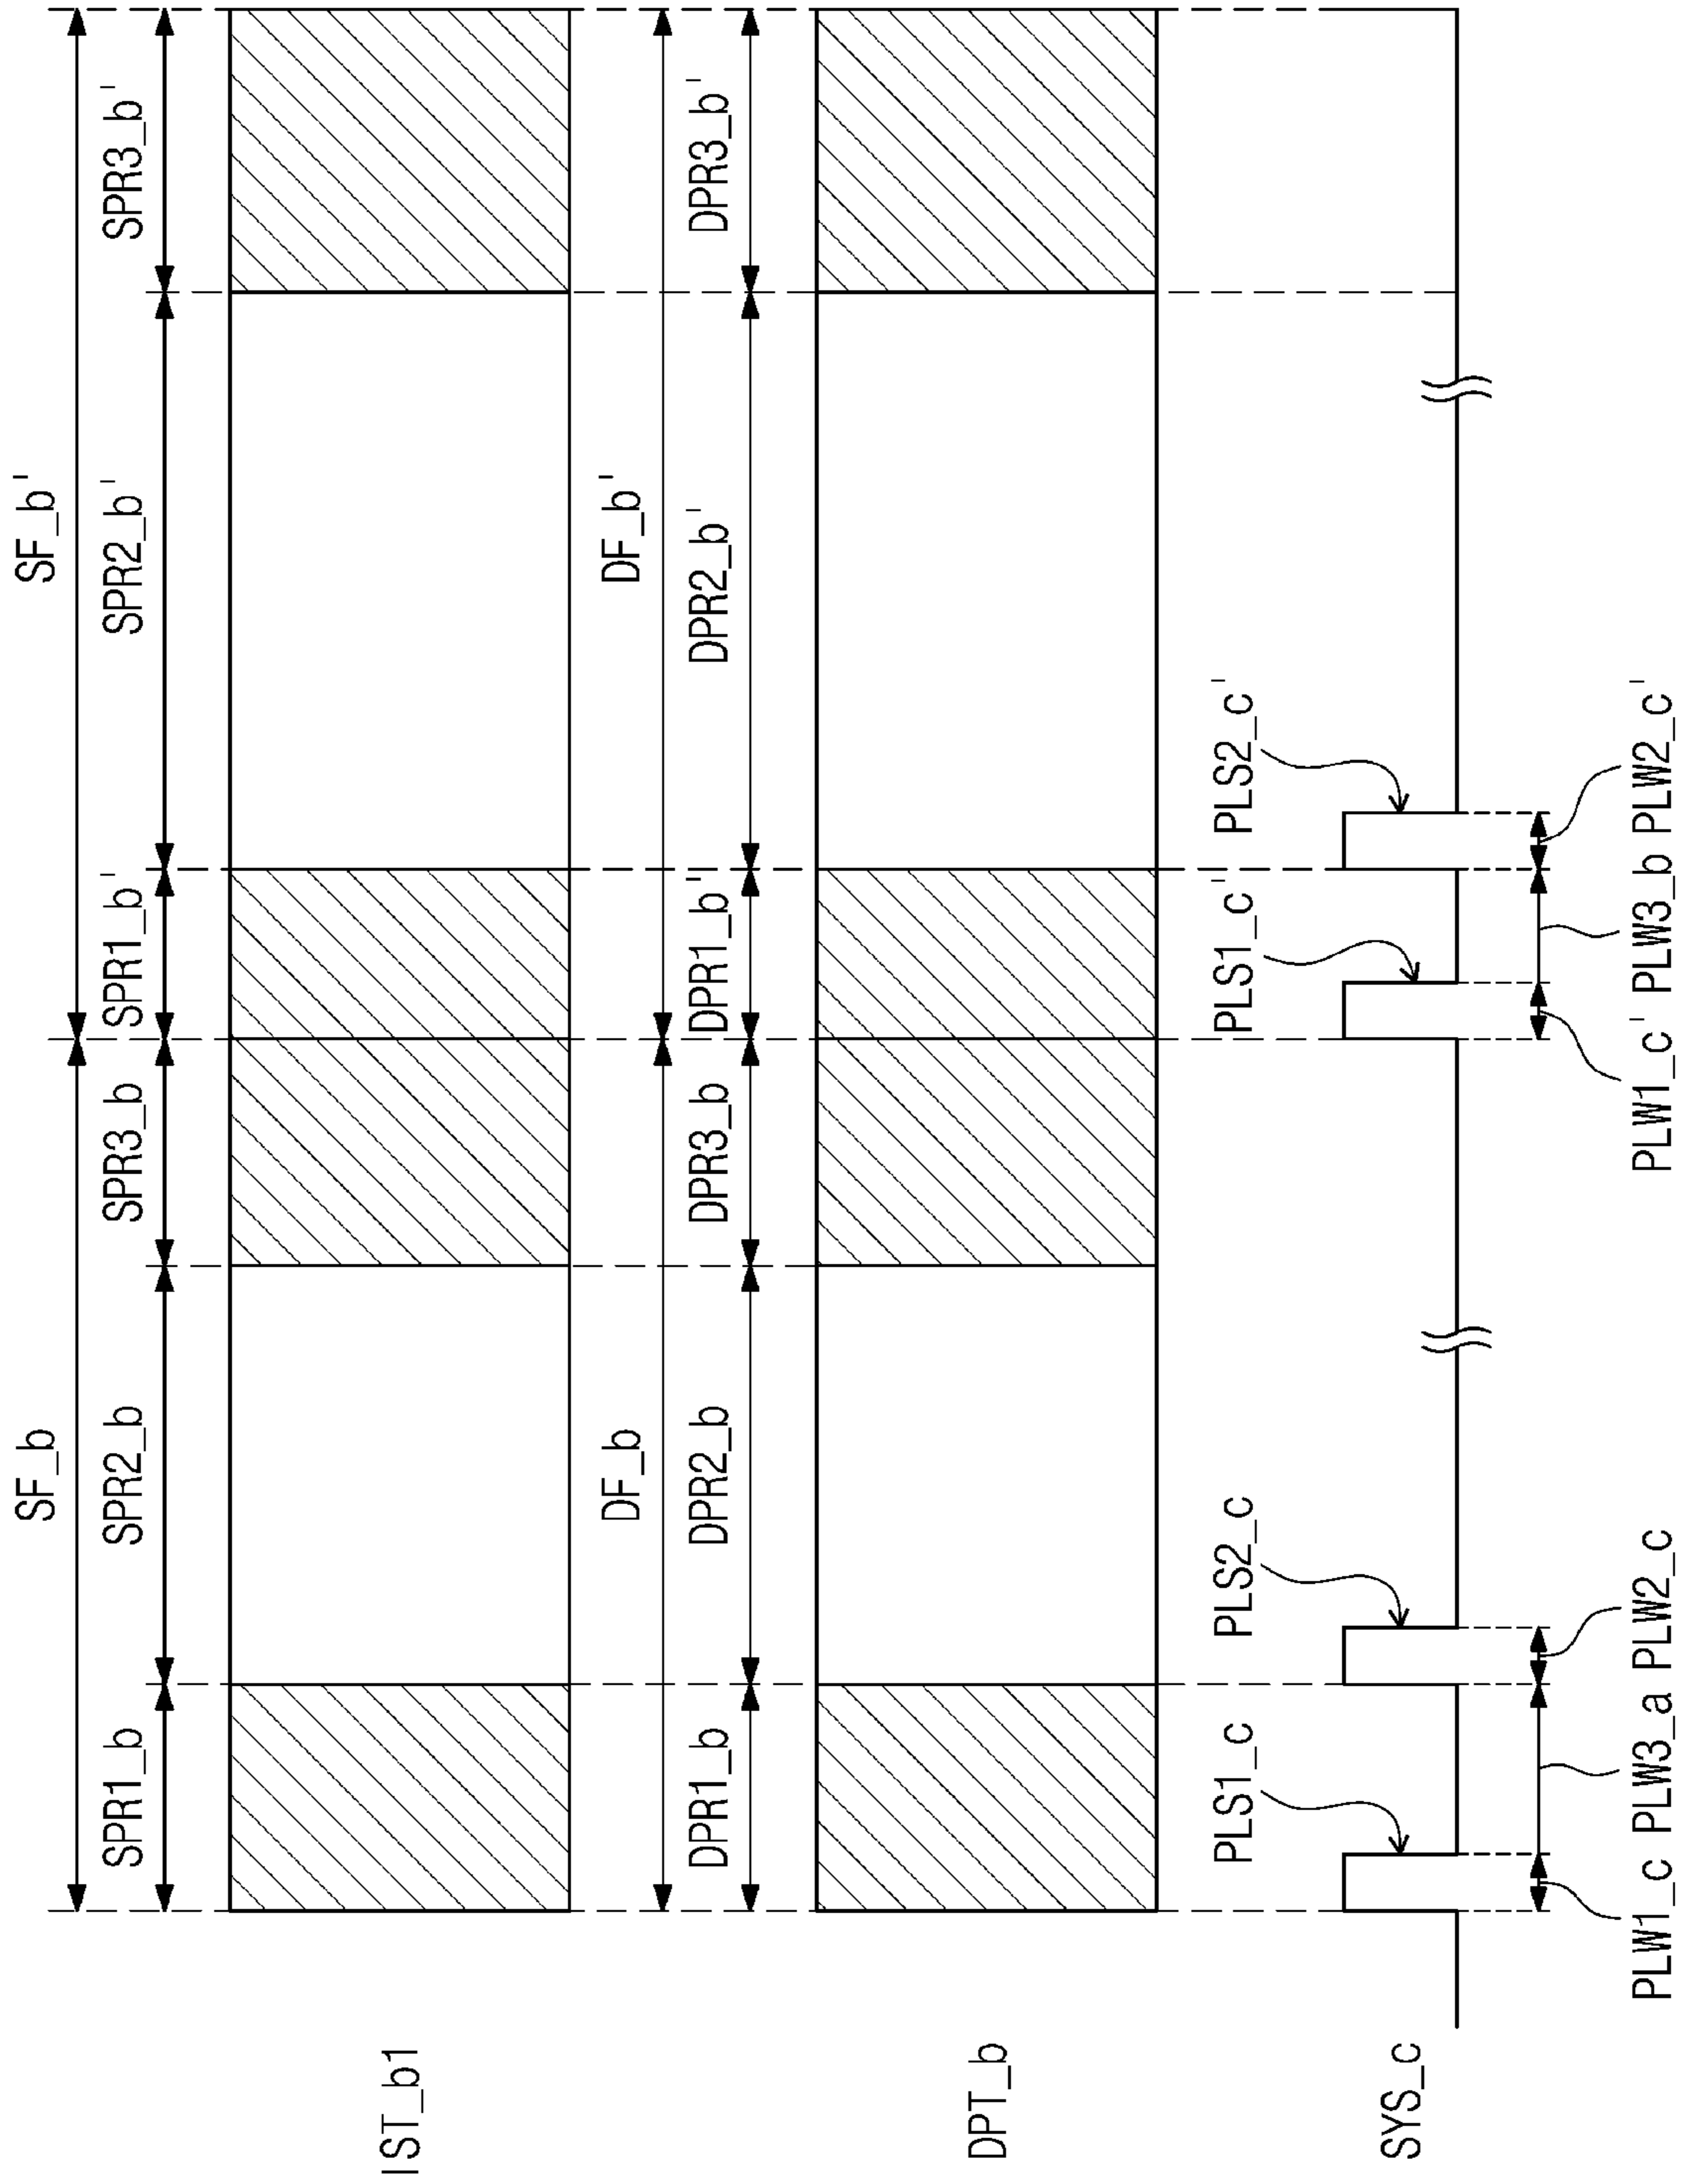 SF_b SF_b'
SPR1_b SPR2_b SPR3_b SPR1_b' SPR2_b' SPR3_b'
IST_b1
DF_b DF_b'
DPR1_b DPR2_b DPR3_b DPR1_b' DPR2_b' DPR3_b'
DPT_b
PLS1_c PLS2_c PLS1_c' PLS2_c'
SYS_c
PLW1_c PLW3_a PLW2_c PLW1_c' PLW3_b PLW2_c'